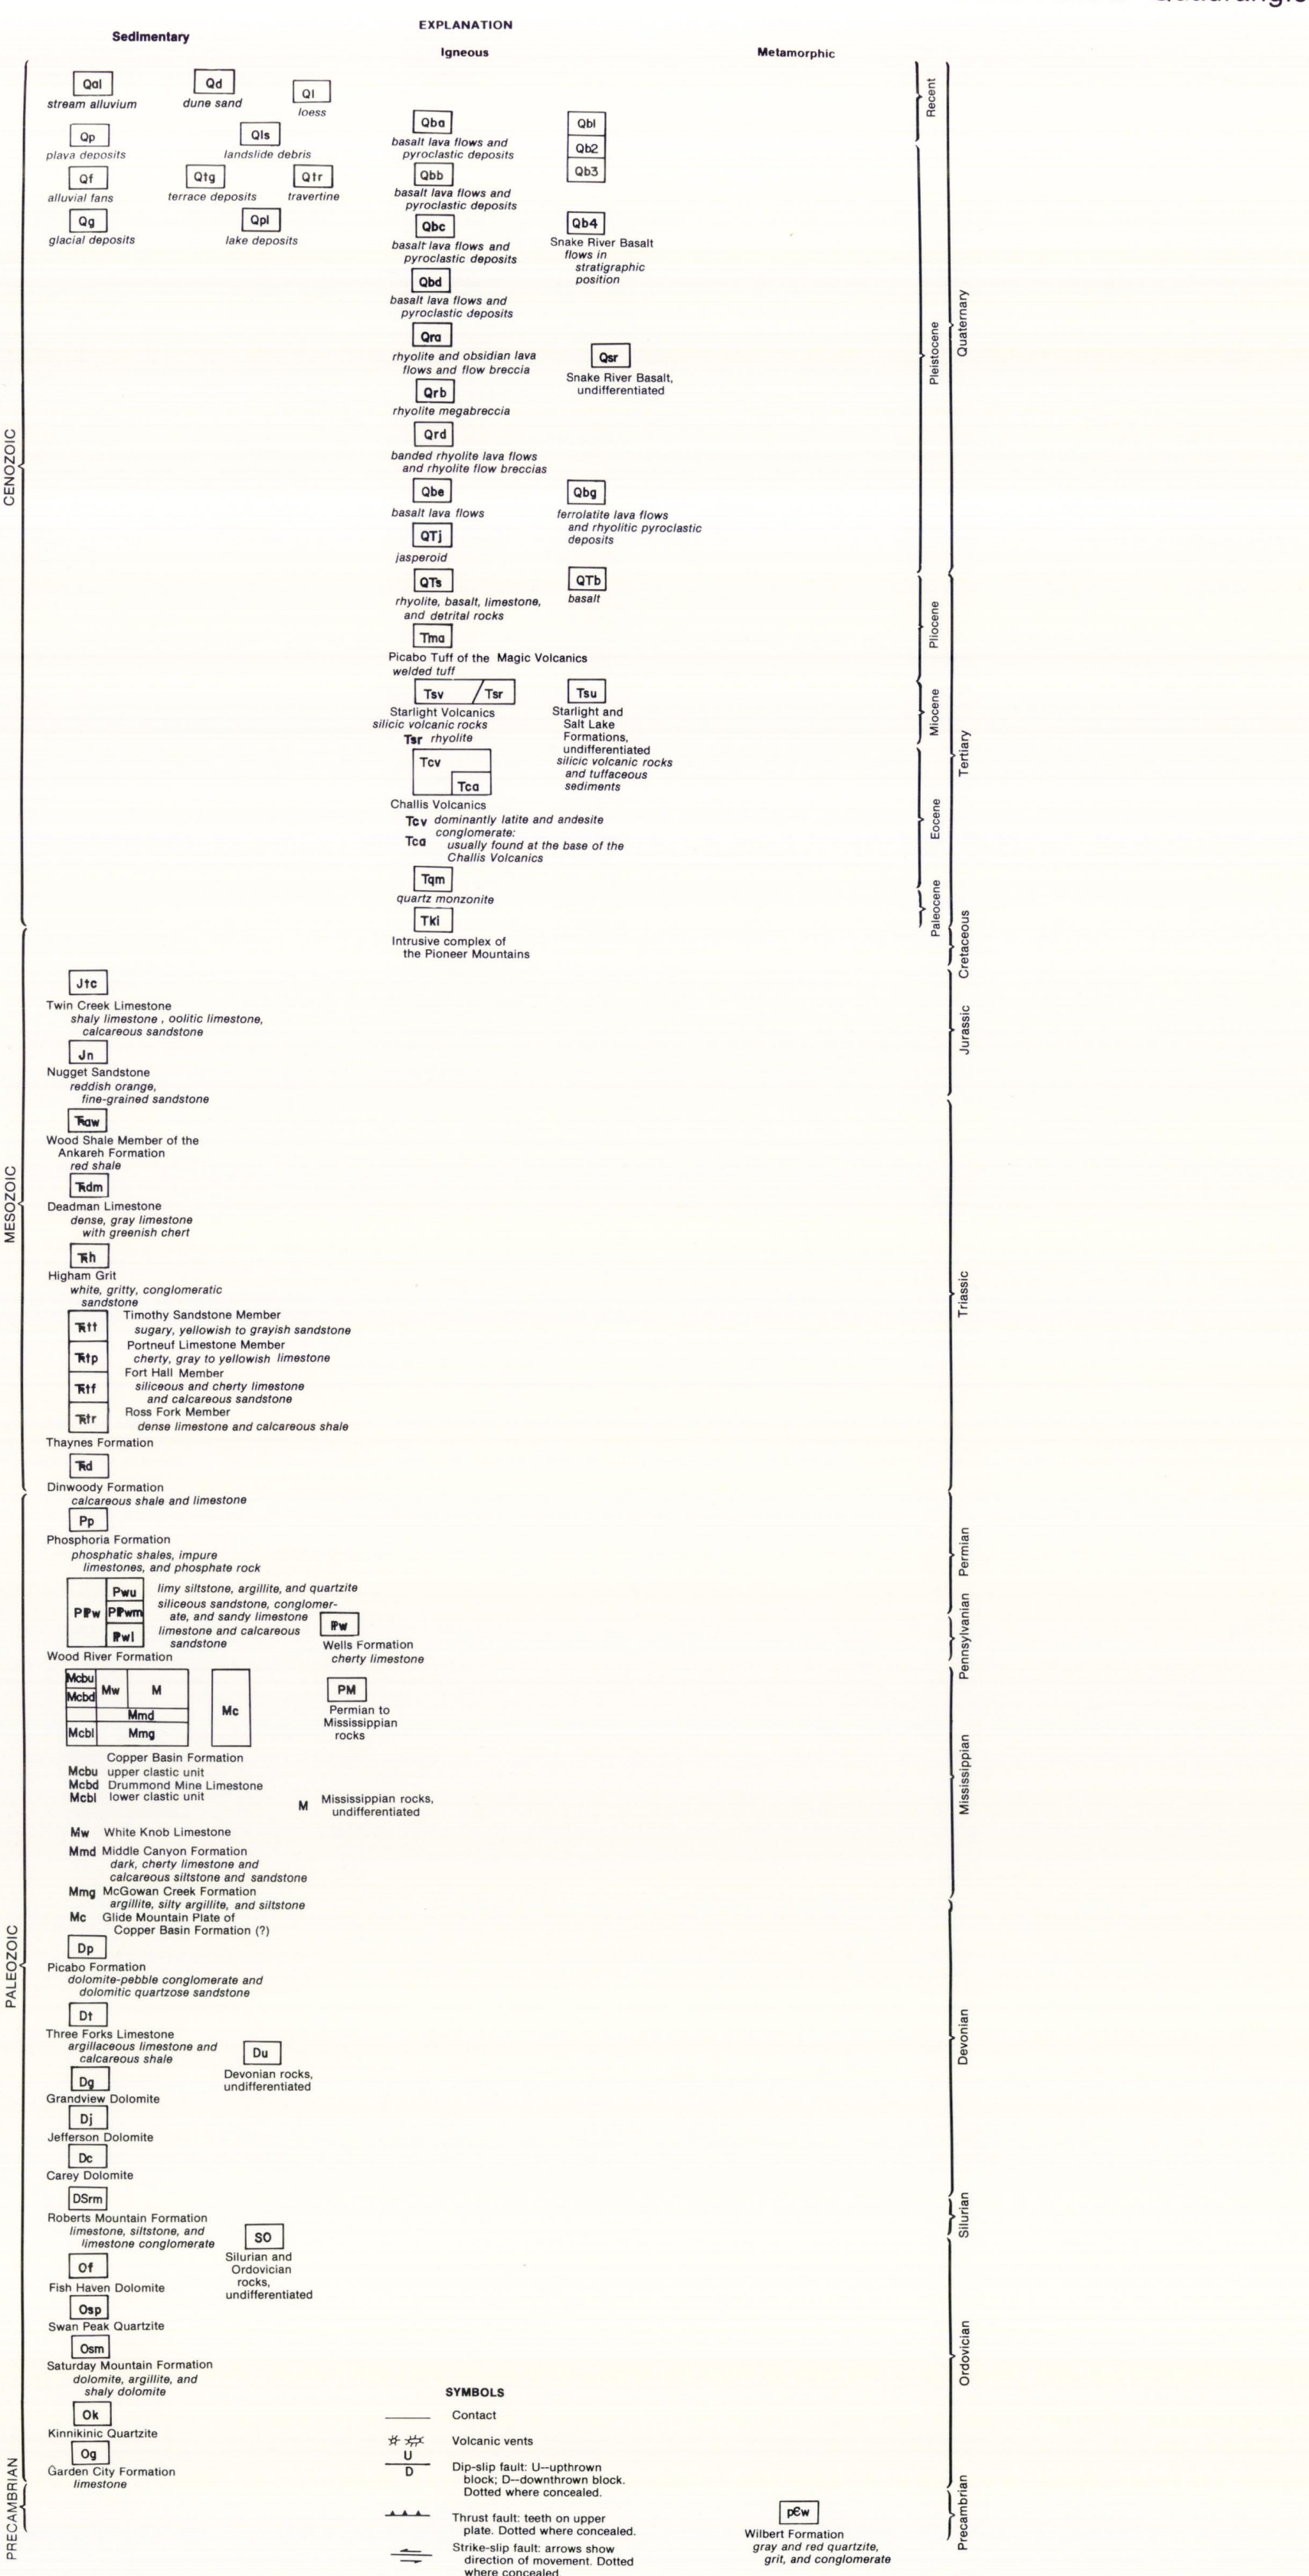 Quadrangle
EXPLANATION
Sedimentary
Igneous
Metamorphic
Qal
stream alluvium
Qd
dune sand
Ql
loess
Qp
playa deposits
Qls
landslide debris
Qf
alluvial fans
Qtg
terrace deposits
Qtr
travertine
Qg
glacial deposits
Qpl
lake deposits
Qba
basalt lava flows and
pyroclastic deposits
Qbb
basalt lava flows and
pyroclastic deposits
Qbc
basalt lava flows and
pyroclastic deposits
Qbd
basalt lava flows and
pyroclastic deposits
Qbl
Qb2
Qb3
Qb4
Snake River Basalt
flows in
stratigraphic
position
Qra
rhyolite and obsidian lava
flows and flow breccia
Qsr
Snake River Basalt,
undifferentiated
Qrb
rhyolite megabreccia
Qrd
banded rhyolite lava flows
and rhyolite flow breccias
Qbe
basalt lava flows
Qbg
ferrolatite lava flows
and rhyolitic pyroclastic
deposits
QTj
jasperoid
QTs
rhyolite, basalt, limestone,
and detrital rocks
QTb
basalt
Tma
Picabo Tuff of the Magic Volcanics
welded tuff
Tsv / Tsr
Starlight Volcanics
silicic volcanic rocks
Tsr rhyolite
Tsu
Starlight and
Salt Lake
Formations,
undifferentiated
silicic volcanic rocks
and tuffaceous
sediments
Tcv
Tca
Challis Volcanics
Tcv dominantly latite and andesite
conglomerate:
Tca usually found at the base of the
Challis Volcanics
Tqm
quartz monzonite
TKi
Intrusive complex of
the Pioneer Mountains
Jtc
Twin Creek Limestone
shaly limestone , oolitic limestone,
calcareous sandstone
Jn
Nugget Sandstone
reddish orange,
fine-grained sandstone
Ꞧaw
Wood Shale Member of the
Ankareh Formation
red shale
Ꞧdm
Deadman Limestone
dense, gray limestone
with greenish chert
Ꞧh
Higham Grit
white, gritty, conglomeratic
sandstone
Ꞧtt
Timothy Sandstone Member
sugary, yellowish to grayish sandstone
Ꞧtp
Portneuf Limestone Member
cherty, gray to yellowish limestone
Ꞧtf
Fort Hall Member
siliceous and cherty limestone
and calcareous sandstone
Ꞧtr
Ross Fork Member
dense limestone and calcareous shale
Thaynes Formation
Ꞧd
Dinwoody Formation
calcareous shale and limestone
Pp
Phosphoria Formation
phosphatic shales, impure
limestones, and phosphate rock
PℙwPwu
limy siltstone, argillite, and quartzite
Pℙwm
siliceous sandstone, conglomer-
ate, and sandy limestone
ℙwl
limestone and calcareous
sandstone
Wood River Formation
ℙw
Wells Formation
cherty limestone
Mcbu
Mcbd
Mw
M
Mmd
Mcbl
Mmg
Mc
PM
Permian to
Mississippian
rocks
Copper Basin Formation
Mcbu upper clastic unit
Mcbd Drummond Mine Limestone
Mcbl lower clastic unit
M Mississippian rocks,
undifferentiated
Mw White Knob Limestone
Mmd Middle Canyon Formation
dark, cherty limestone and
calcareous siltstone and sandstone
Mmg McGowan Creek Formation
argillite, silty argillite, and siltstone
Mc Glide Mountain Plate of
Copper Basin Formation (?)
Dp
Picabo Formation
dolomite-pebble conglomerate and
dolomitic quartzose sandstone
Dt
Three Forks Limestone
argillaceous limestone and
calcareous shale
Du
Devonian rocks,
undifferentiated
Dg
Grandview Dolomite
Dj
Jefferson Dolomite
Dc
Carey Dolomite
DSrm
Roberts Mountain Formation
limestone, siltstone, and
limestone conglomerate
SO
Silurian and
Ordovician
rocks,
undifferentiated
Of
Fish Haven Dolomite
Osp
Swan Peak Quartzite
Osm
Saturday Mountain Formation
dolomite, argillite, and
shaly dolomite
Ok
Kinnikinic Quartzite
Og
Garden City Formation
limestone
SYMBOLS
Contact
Volcanic vents
U
D
Dip-slip fault: U--upthrown
block; D--downthrown block.
Dotted where concealed.
Thrust fault: teeth on upper
plate. Dotted where concealed.
Strike-slip fault: arrows show
direction of movement. Dotted
where concealed.
p€w
Wilbert Formation
gray and red quartzite,
grit, and conglomerate
CENOZOIC
MESOZOIC
PALEOZOIC
PRECAMBRIAN
Recent
Pleistocene
Pliocene
Miocene
Eocene
Paleocene
Quaternary
Tertiary
Cretaceous
Jurassic
Triassic
Permian
Pennsylvanian
Mississippian
Devonian
Silurian
Ordovician
Precambrian